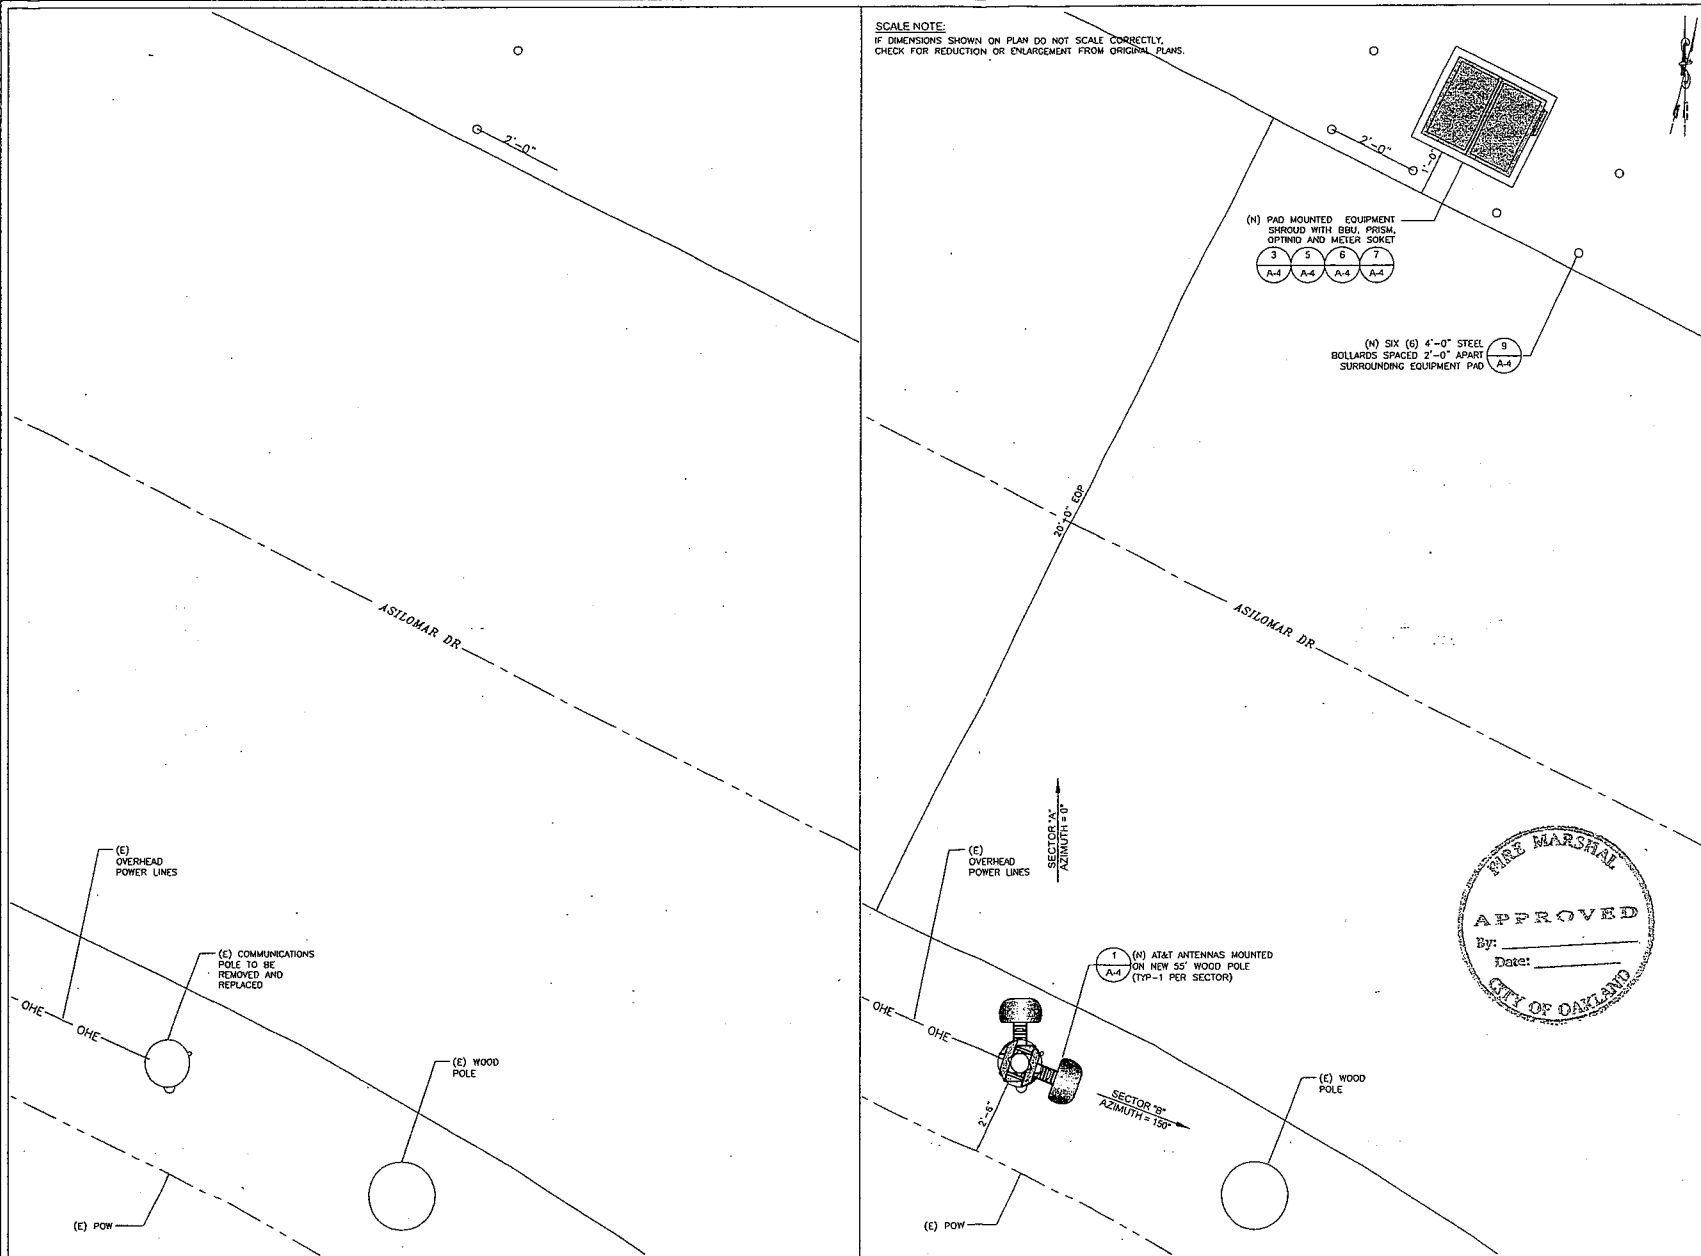 2'-0"
ASILOMAR DR
(E)
OVERHEAD
POWER LINES
(E) COMMUNICATIONS
POLE TO BE
REMOVED AND
REPLACED
OHE
OHE
(E) WOOD
POLE
(E) POW
SCALE NOTE:
IF DIMENSIONS SHOWN ON PLAN DO NOT SCALE CORRECTLY,
CHECK FOR REDUCTION OR ENLARGEMENT FROM ORIGINAL PLANS.
2'-0"
1'-0"
(N) PAD MOUNTED EQUIPMENT
SHROUD WITH BBU, PRISM,
OPTINID AND METER SOKET
3 5 6 7
A-4 A-4 A-4 A-4
(N) SIX (6) 4'-0" STEEL
BOLLARDS SPACED 2'-0" APART
SURROUNDING EQUIPMENT PAD
9
A-4
20'-0" EOP
ASILOMAR DR
SECTOR "A"
AZIMUTH = 0°
(E)
OVERHEAD
POWER LINES
1
A-4
(N) AT&T ANTENNAS MOUNTED
ON NEW 55' WOOD POLE
(TYP-1 PER SECTOR)
OHE
OHE
2'-6"
SECTOR "B"
AZIMUTH = 150°
(E) WOOD
POLE
(E) POW
FIRE MARSHAL
APPROVED
By:
Date:
CITY OF OAKLAND